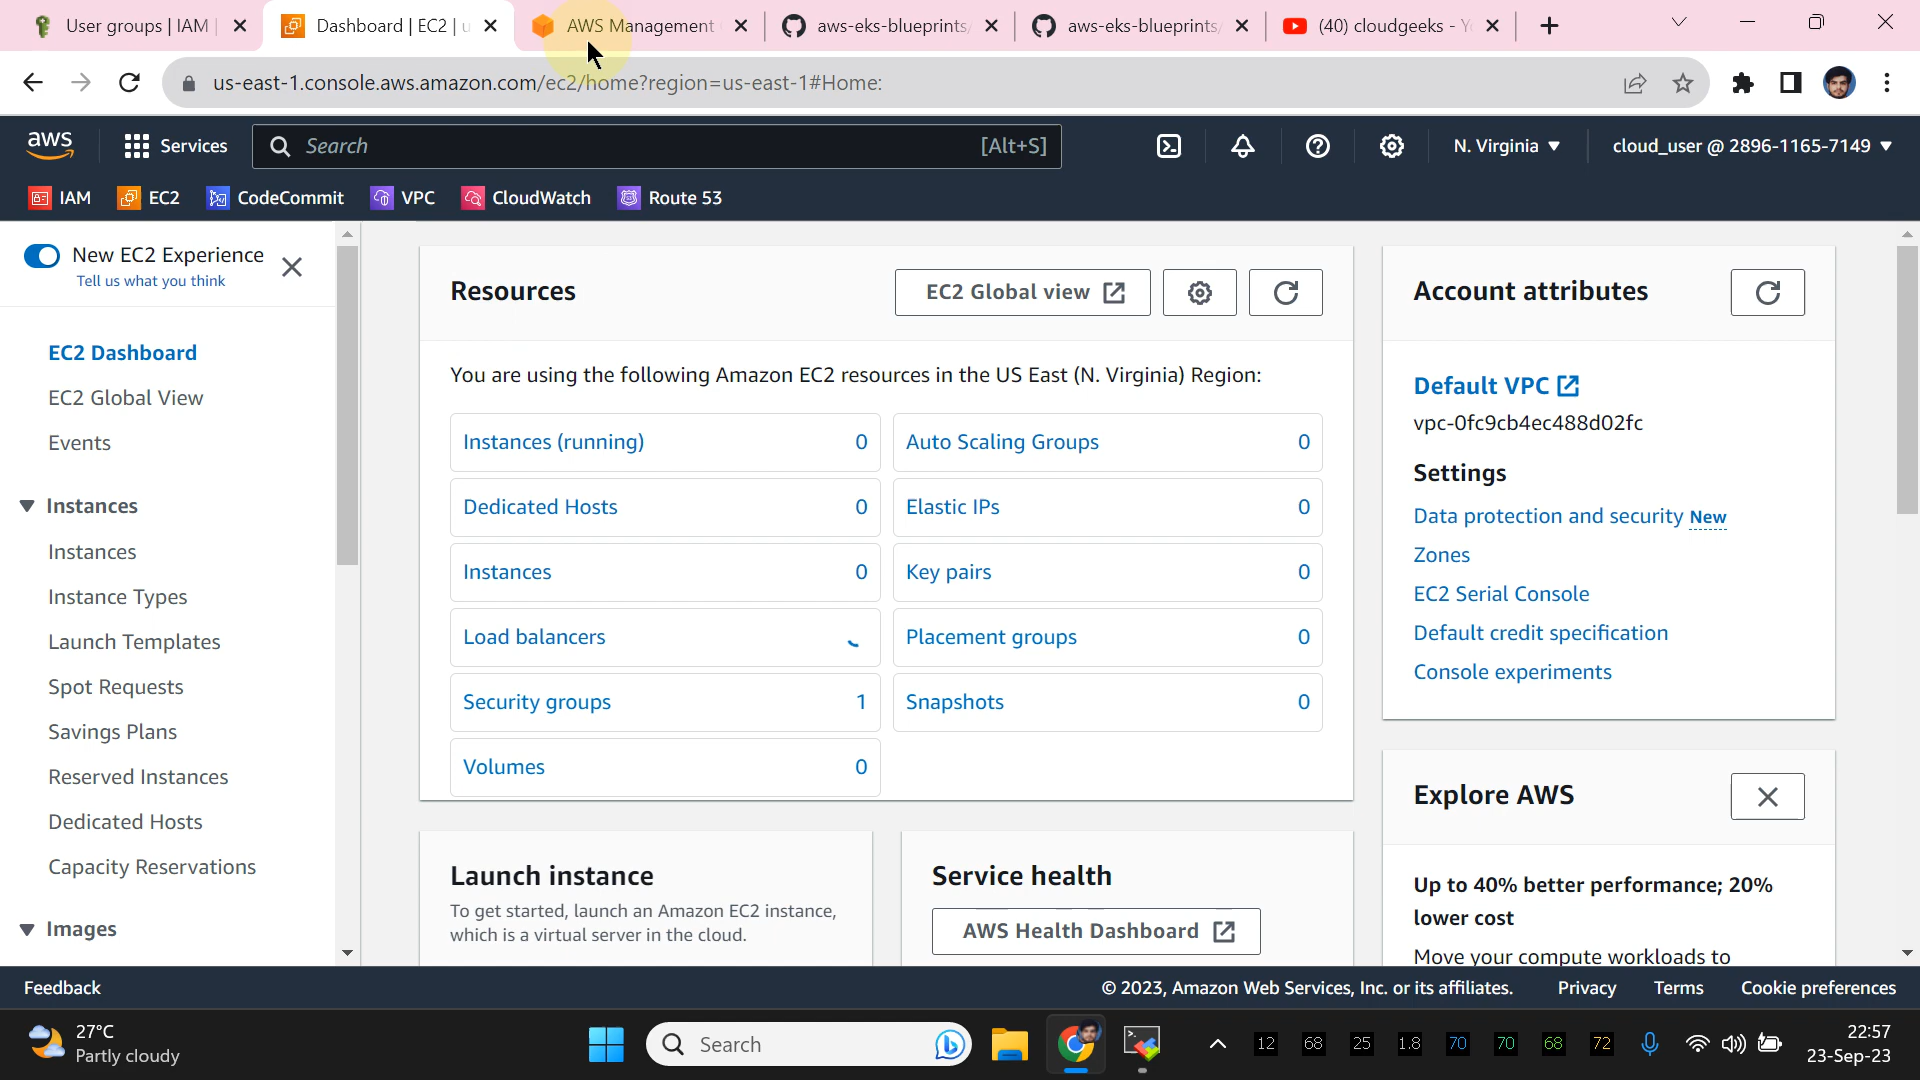 User groups | IAM
Dashboard | EC2 | u
AWS Management
aws-eks-blueprints/
aws-eks-blueprints/
(40) cloudgeeks - Yo
us-east-1.console.aws.amazon.com/ec2/home?region=us-east-1#Home:
aws
Services
Search
[Alt+S]
N. Virginia
cloud_user @ 2896-1165-7149
IAM
EC2
CodeCommit
VPC
CloudWatch
Route 53
New EC2 Experience
Tell us what you think
EC2 Dashboard
EC2 Global View
Events
Instances
Instances
Instance Types
Launch Templates
Spot Requests
Savings Plans
Reserved Instances
Dedicated Hosts
Capacity Reservations
Images
Resources
EC2 Global view
You are using the following Amazon EC2 resources in the US East (N. Virginia) Region:
Instances (running) 0
Auto Scaling Groups 0
Dedicated Hosts 0
Elastic IPs 0
Instances 0
Key pairs 0
Load balancers
Placement groups 0
Security groups 1
Snapshots 0
Volumes 0
Launch instance
To get started, launch an Amazon EC2 instance,
which is a virtual server in the cloud.
Service health
AWS Health Dashboard
Account attributes
Default VPC
vpc-0fc9cb4ec488d02fc
Settings
Data protection and security New
Zones
EC2 Serial Console
Default credit specification
Console experiments
Explore AWS
Up to 40% better performance; 20%
lower cost
Move your compute workloads to
Feedback
© 2023, Amazon Web Services, Inc. or its affiliates.
Privacy
Terms
Cookie preferences
27°C
Partly cloudy
Search
12
68
25
1.8
70
70
68
72
22:57
23-Sep-23